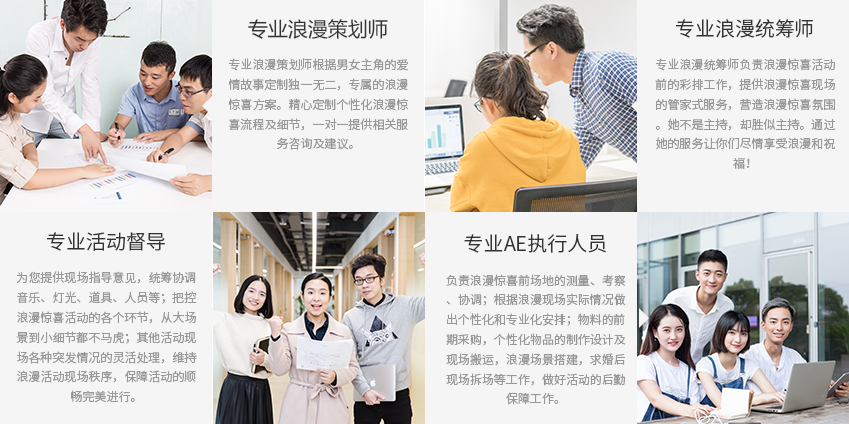 专业浪漫策划师
专业浪漫策划师根据男女主角的爱
情故事定制独一无二，专属的浪漫
惊喜方案。精心定制个性化浪漫惊
喜流程及细节，一对一提供相关服
务咨询及建议。
专业浪漫统筹师
专业浪漫统筹师负责浪漫惊喜活动
前的彩排工作，提供浪漫惊喜现场
的管家式服务，营造浪漫惊喜氛围
。她不是主持，却胜似主持。通过
她的服务让你们尽情享受浪漫和祝
福！
专业活动督导
为您提供现场指导意见，统筹协调
音乐、灯光、道具、人员等；把控
浪漫惊喜活动的各个环节，从大场
景到小细节都不马虎；其他活动现
场各种突发情况的灵活处理，维持
浪漫活动现场秩序，保障活动的顺
畅完美进行。
专业AE执行人员
负责浪漫惊喜前场地的测量、考察
、协调；根据浪漫现场实际情况做
出个性化和专业化安排；物料的前
期采购，个性化物品的制作设计及
现场搬运，浪漫场景搭建，求婚后
现场拆场等工作，做好活动的后勤
保障工作。